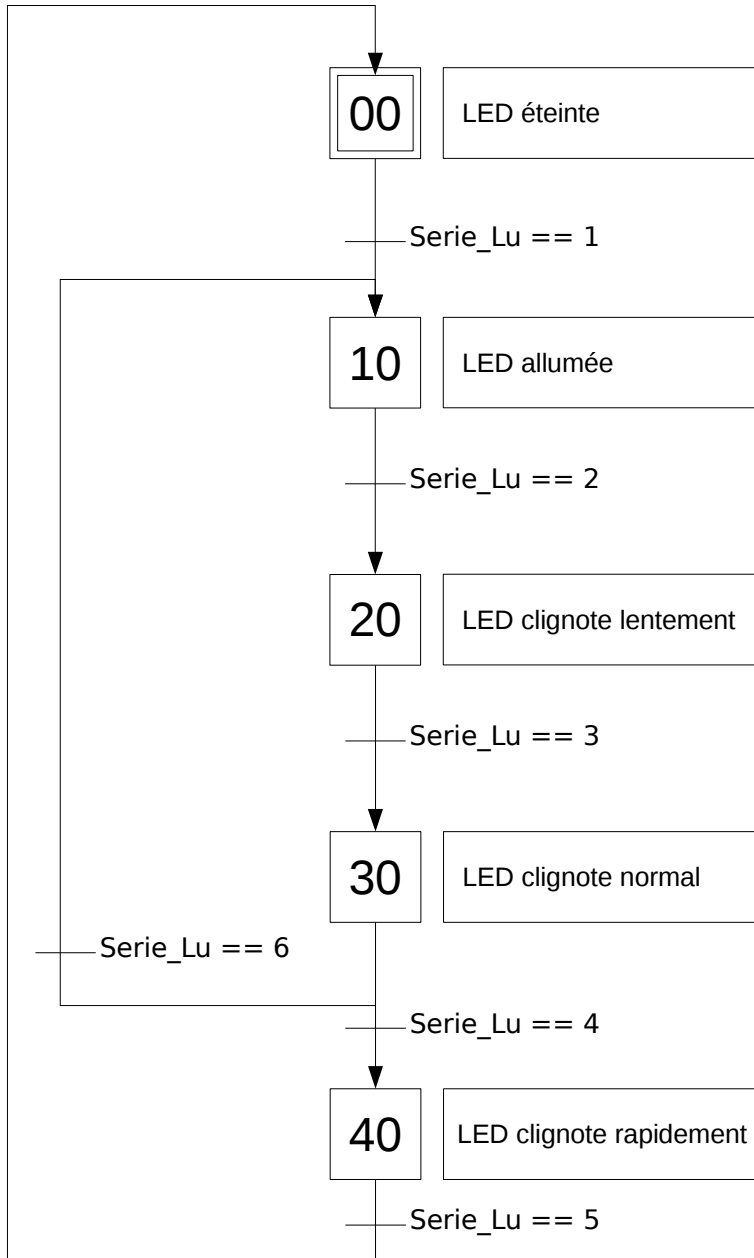 00
LED éteinte
Serie_Lu == 1
10
LED allumée
Serie_Lu == 2
20
LED clignote lentement
Serie_Lu == 3
30
LED clignote normal
Serie_Lu == 6
Serie_Lu == 4
40
LED clignote rapidement
Serie_Lu == 5